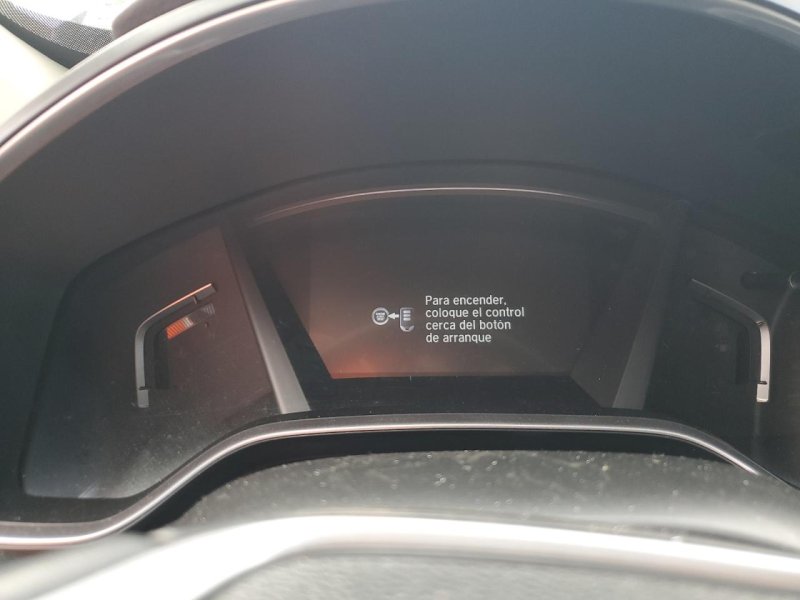 Para encender,
coloque el control
cerca del botón
de arranque